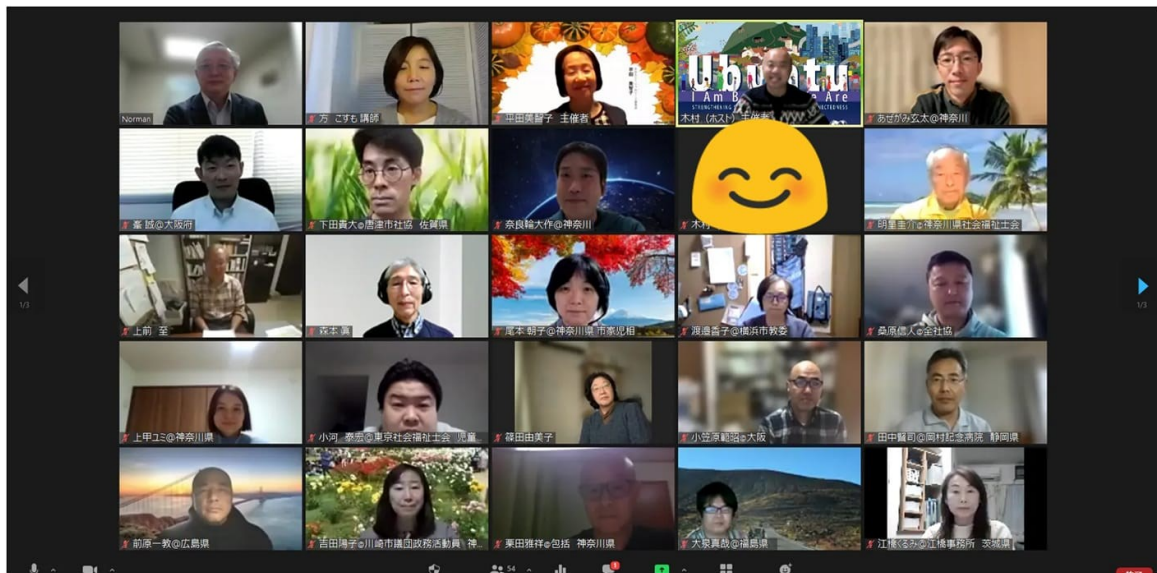 Norman
方 こすも 講師
平田美智子 主催者
Ubuntu
木村 (ホスト) 主催者
あぜがみ玄太@神奈川
峯 誠@大阪府
下田貴大@唐津市社協 佐賀県
奈良輪大作@神奈川
木村
明里圭介@神奈川県社会福祉士会
上前 至
森本 眞
尾本 朝子@神奈川県 市家児相
渡邉香子@横浜市教委
桑原信人@全社協
1/3
1/3
上甲ユミ@神奈川県
小河 泰宏@東京社会福祉士会 児童...
篠田由美子
小笠原範昭@大阪
田中賢司@岡村記念病院 静岡県
前原一教@広島県
吉田陽子@川崎市議団政務活動員 神...
栗田雅祥@包括 神奈川県
大泉真哉@福島県
江橋くるみ@江橋事務所 茨城県
54